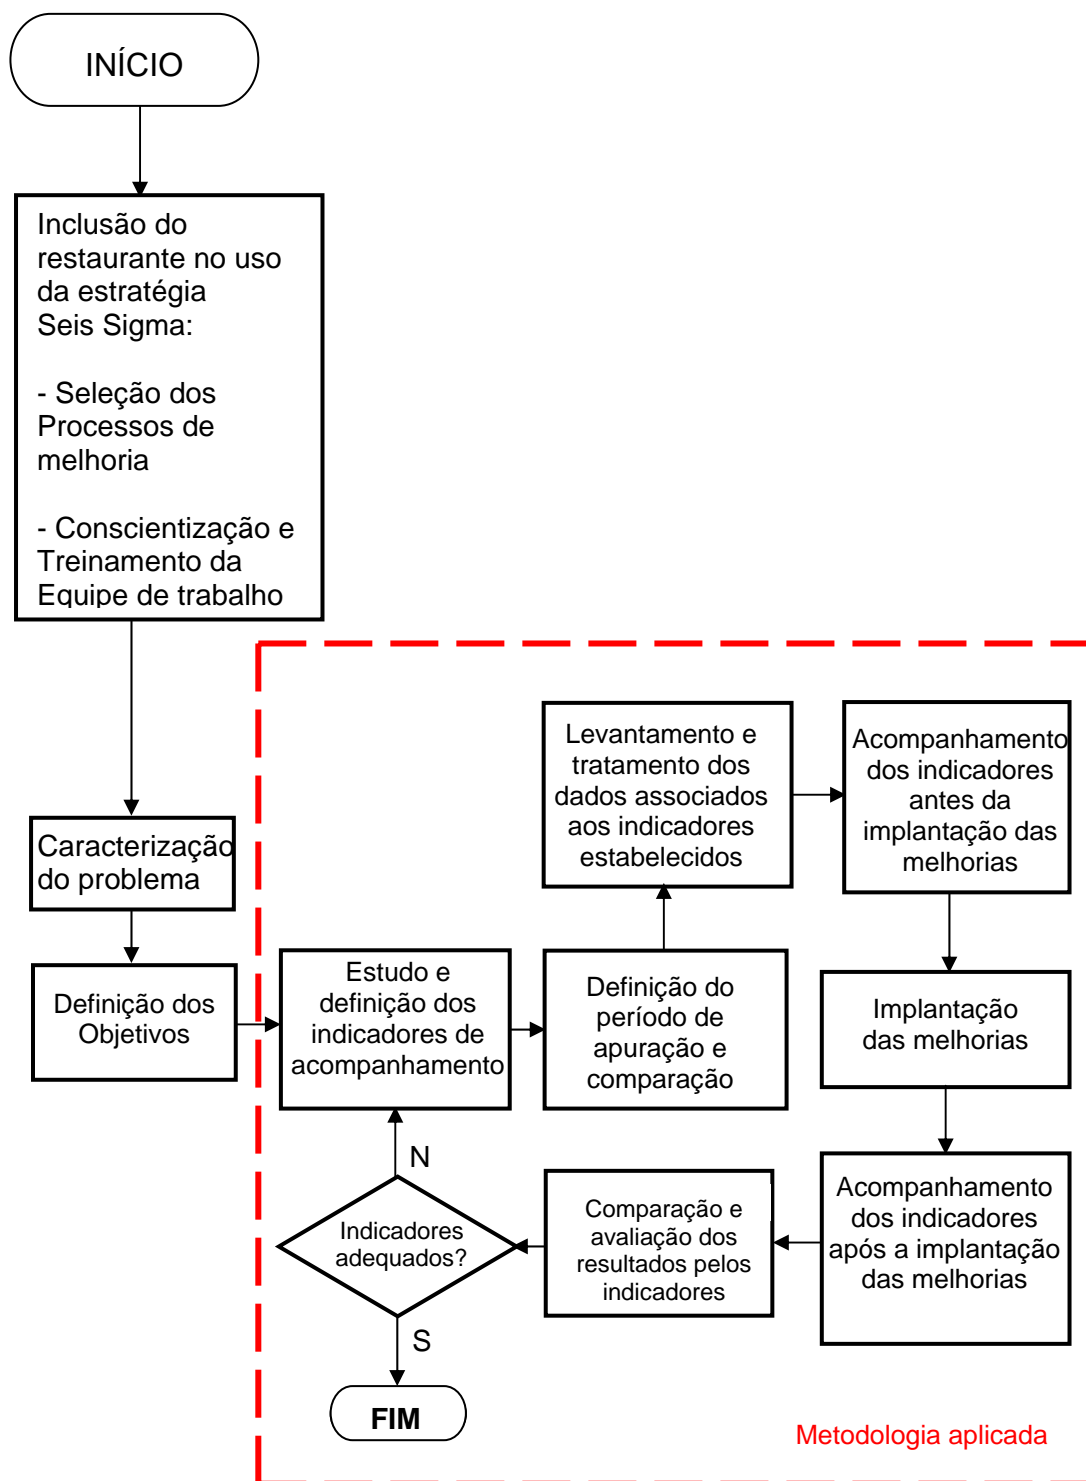 INÍCIO
Inclusão do
restaurante no uso
da estratégia
Seis Sigma:
- Seleção dos
Processos de
melhoria
- Conscientização e
Treinamento da
Equipe de trabalho
Caracterização
do problema
Definição dos
Objetivos
Estudo e
definição dos
indicadores de
acompanhamento
Definição do
período de
apuração e
comparação
Levantamento e
tratamento dos
dados associados
aos indicadores
estabelecidos
Acompanhamento
dos indicadores
antes da
implantação das
melhorias
Implantação
das melhorias
Acompanhamento
dos indicadores
após a implantação
das melhorias
Comparação e
avaliação dos
resultados pelos
indicadores
Indicadores
adequados?
N
S
FIM
Metodologia aplicada